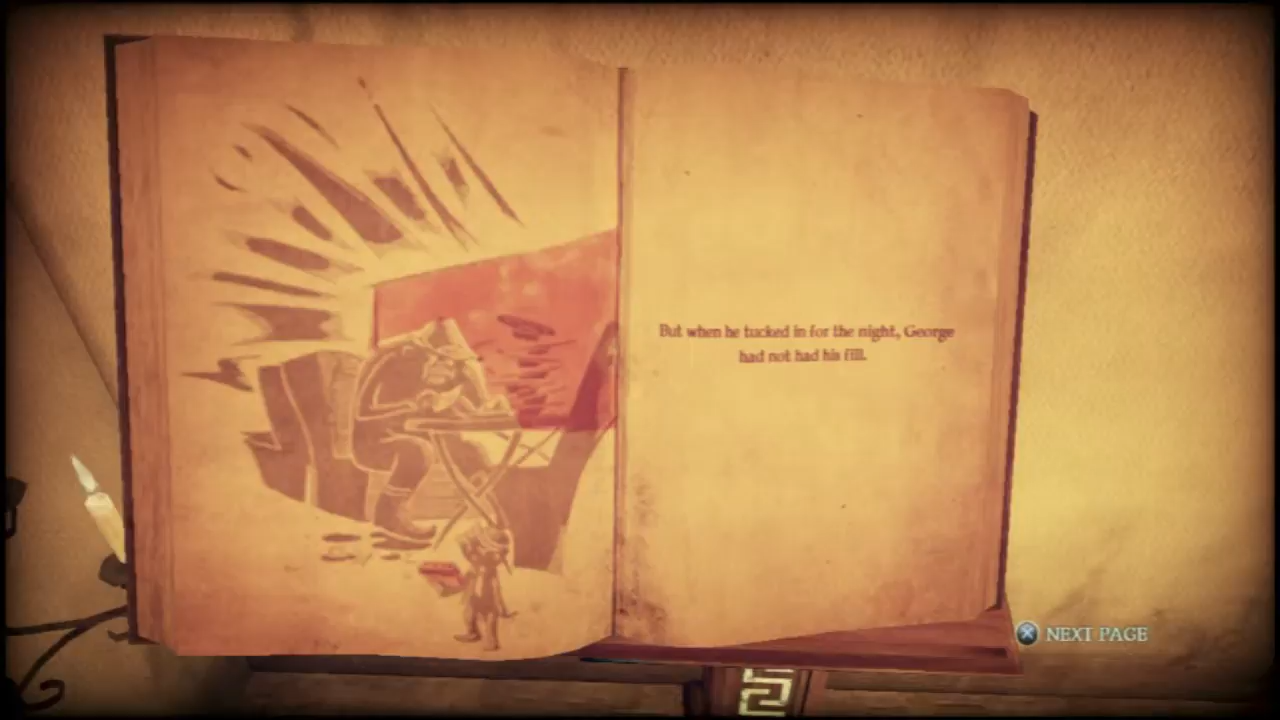 But when he tucked in for the night, George
had not had his fill.
NEXT PAGE